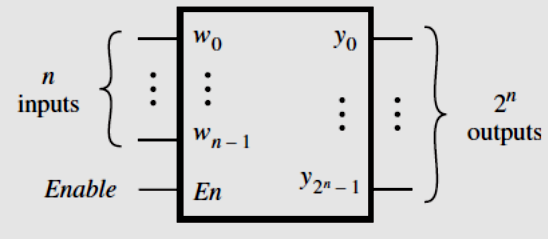 n
inputs
Enable
w₀
wₙ₋₁
En
y₀
y₂ⁿ₋₁
2ⁿ
outputs